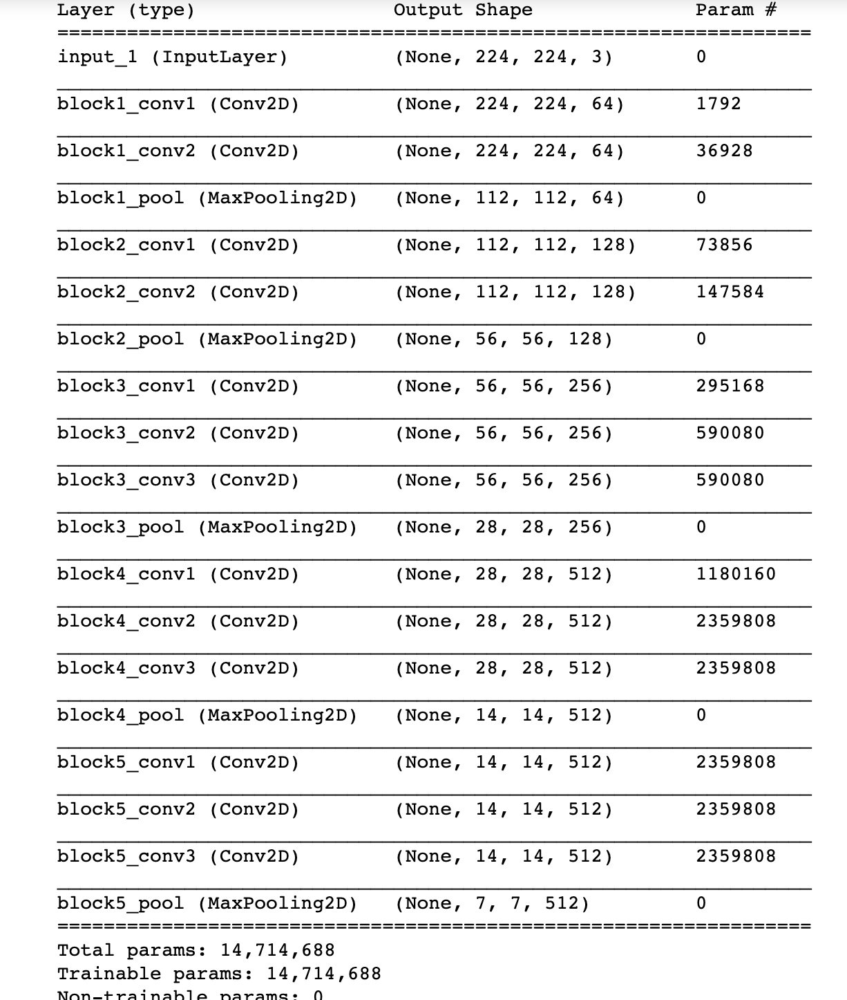 Layer (type) Output Shape Param #
=================================================================
input_1 (InputLayer) (None, 224, 224, 3) 0
_________________________________________________________________
block1_conv1 (Conv2D) (None, 224, 224, 64) 1792
_________________________________________________________________
block1_conv2 (Conv2D) (None, 224, 224, 64) 36928
_________________________________________________________________
block1_pool (MaxPooling2D) (None, 112, 112, 64) 0
_________________________________________________________________
block2_conv1 (Conv2D) (None, 112, 112, 128) 73856
_________________________________________________________________
block2_conv2 (Conv2D) (None, 112, 112, 128) 147584
_________________________________________________________________
block2_pool (MaxPooling2D) (None, 56, 56, 128) 0
_________________________________________________________________
block3_conv1 (Conv2D) (None, 56, 56, 256) 295168
_________________________________________________________________
block3_conv2 (Conv2D) (None, 56, 56, 256) 590080
_________________________________________________________________
block3_conv3 (Conv2D) (None, 56, 56, 256) 590080
_________________________________________________________________
block3_pool (MaxPooling2D) (None, 28, 28, 256) 0
_________________________________________________________________
block4_conv1 (Conv2D) (None, 28, 28, 512) 1180160
_________________________________________________________________
block4_conv2 (Conv2D) (None, 28, 28, 512) 2359808
_________________________________________________________________
block4_conv3 (Conv2D) (None, 28, 28, 512) 2359808
_________________________________________________________________
block4_pool (MaxPooling2D) (None, 14, 14, 512) 0
_________________________________________________________________
block5_conv1 (Conv2D) (None, 14, 14, 512) 2359808
_________________________________________________________________
block5_conv2 (Conv2D) (None, 14, 14, 512) 2359808
_________________________________________________________________
block5_conv3 (Conv2D) (None, 14, 14, 512) 2359808
_________________________________________________________________
block5_pool (MaxPooling2D) (None, 7, 7, 512) 0
=================================================================
Total params: 14,714,688
Trainable params: 14,714,688
Non-trainable params: 0